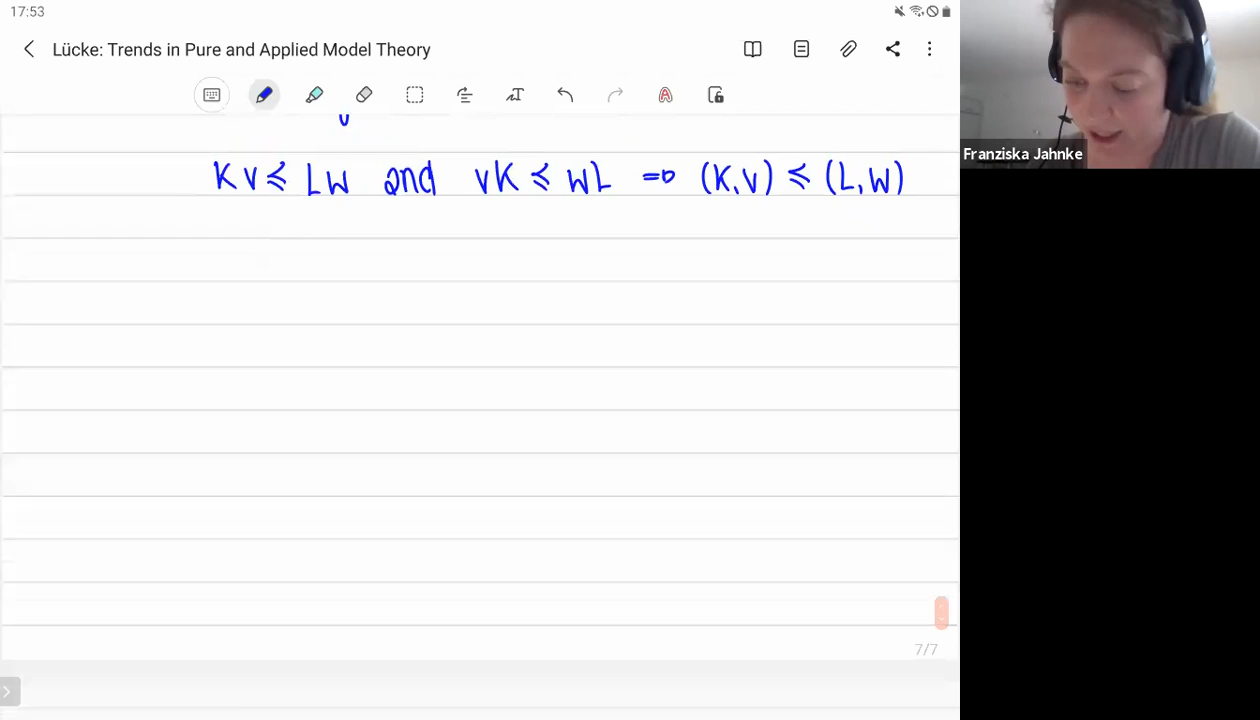 17:53
Lücke: Trends in Pure and Applied Model Theory
Kv ≼ Lw and vK ≼ wL ⇒ (K,v) ≼ (L,w)
Franziska Jahnke
7/7